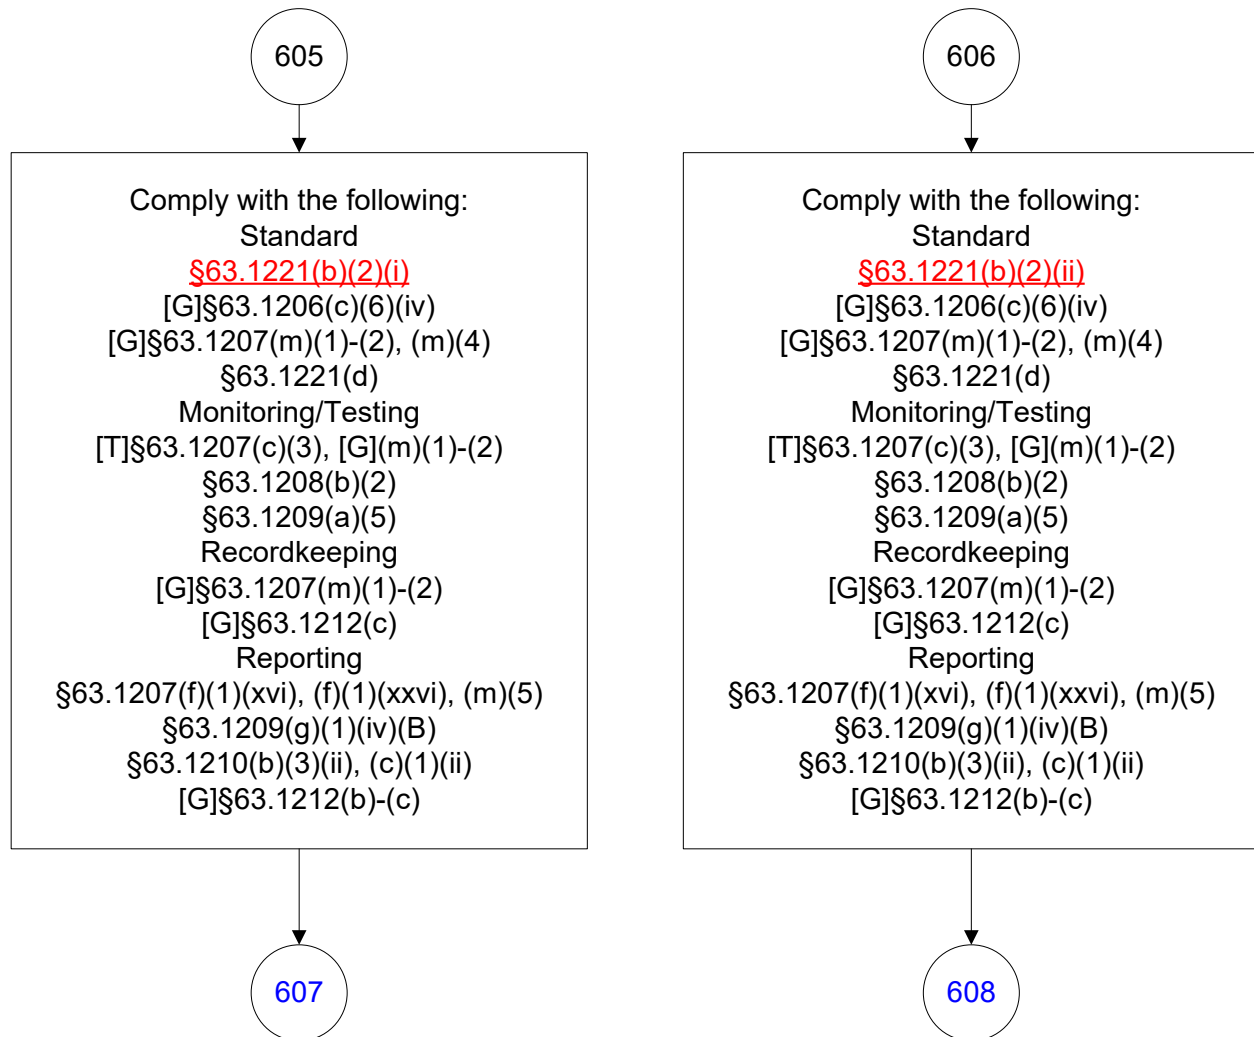 605
Comply with the following:
Standard
§63.1221(b)(2)(i)
[G]§63.1206(c)(6)(iv)
[G]§63.1207(m)(1)-(2), (m)(4)
§63.1221(d)
Monitoring/Testing
[T]§63.1207(c)(3), [G](m)(1)-(2)
§63.1208(b)(2)
§63.1209(a)(5)
Recordkeeping
[G]§63.1207(m)(1)-(2)
[G]§63.1212(c)
Reporting
§63.1207(f)(1)(xvi), (f)(1)(xxvi), (m)(5)
§63.1209(g)(1)(iv)(B)
§63.1210(b)(3)(ii), (c)(1)(ii)
[G]§63.1212(b)-(c)
607
606
Comply with the following:
Standard
§63.1221(b)(2)(ii)
[G]§63.1206(c)(6)(iv)
[G]§63.1207(m)(1)-(2), (m)(4)
§63.1221(d)
Monitoring/Testing
[T]§63.1207(c)(3), [G](m)(1)-(2)
§63.1208(b)(2)
§63.1209(a)(5)
Recordkeeping
[G]§63.1207(m)(1)-(2)
[G]§63.1212(c)
Reporting
§63.1207(f)(1)(xvi), (f)(1)(xxvi), (m)(5)
§63.1209(g)(1)(iv)(B)
§63.1210(b)(3)(ii), (c)(1)(ii)
[G]§63.1212(b)-(c)
608